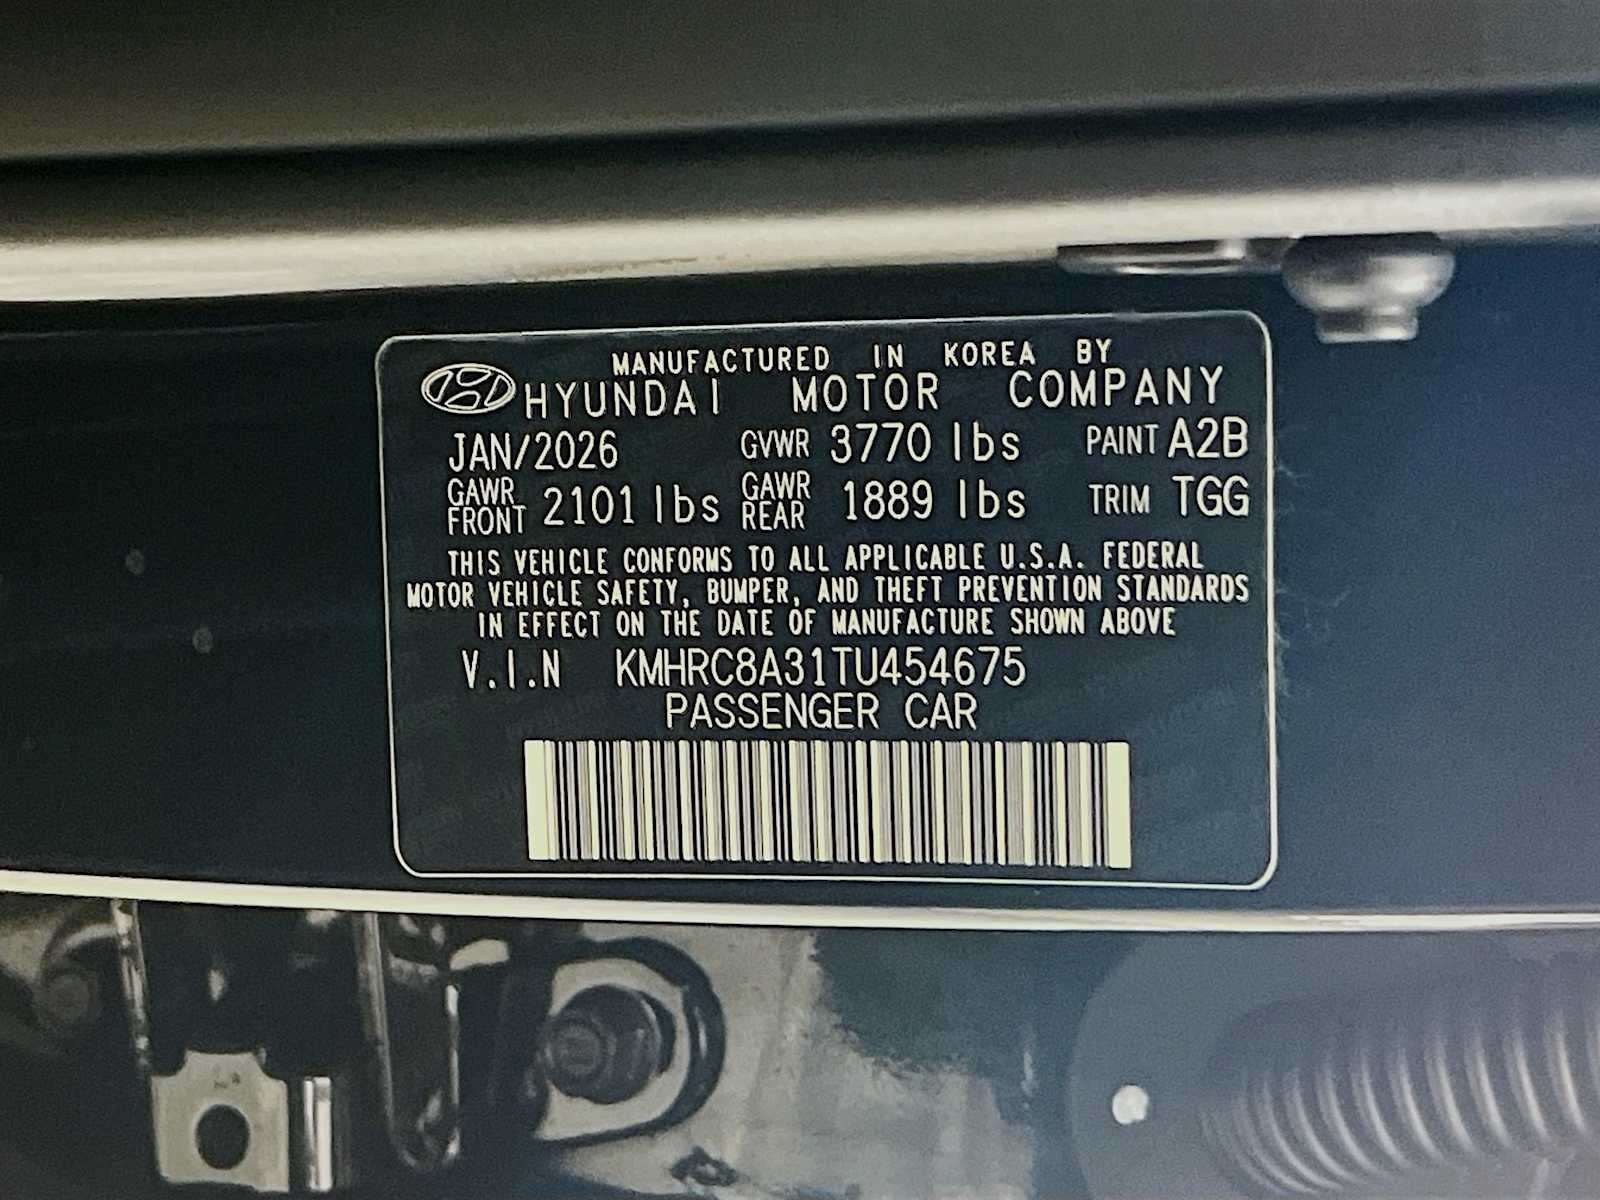 MANUFACTURED IN KOREA BY
HYUNDAI MOTOR COMPANY
JAN/2026 GVWR 3770 lbs PAINT A2B
GAWR FRONT 2101 lbs GAWR REAR 1889 lbs TRIM TGG
THIS VEHICLE CONFORMS TO ALL APPLICABLE U.S.A. FEDERAL
MOTOR VEHICLE SAFETY, BUMPER, AND THEFT PREVENTION STANDARDS
IN EFFECT ON THE DATE OF MANUFACTURE SHOWN ABOVE
V.I.N KMHRC8A31TU454675
PASSENGER CAR